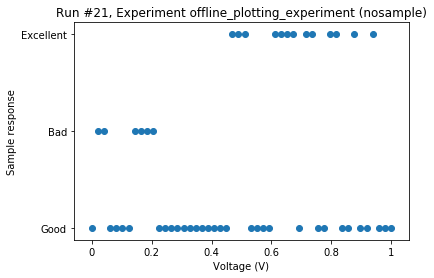 Run #21, Experiment offline_plotting_experiment (nosample)
Excellent
Bad
Good
Sample response
0
0.2
0.4
0.6
0.8
1
Voltage (V)